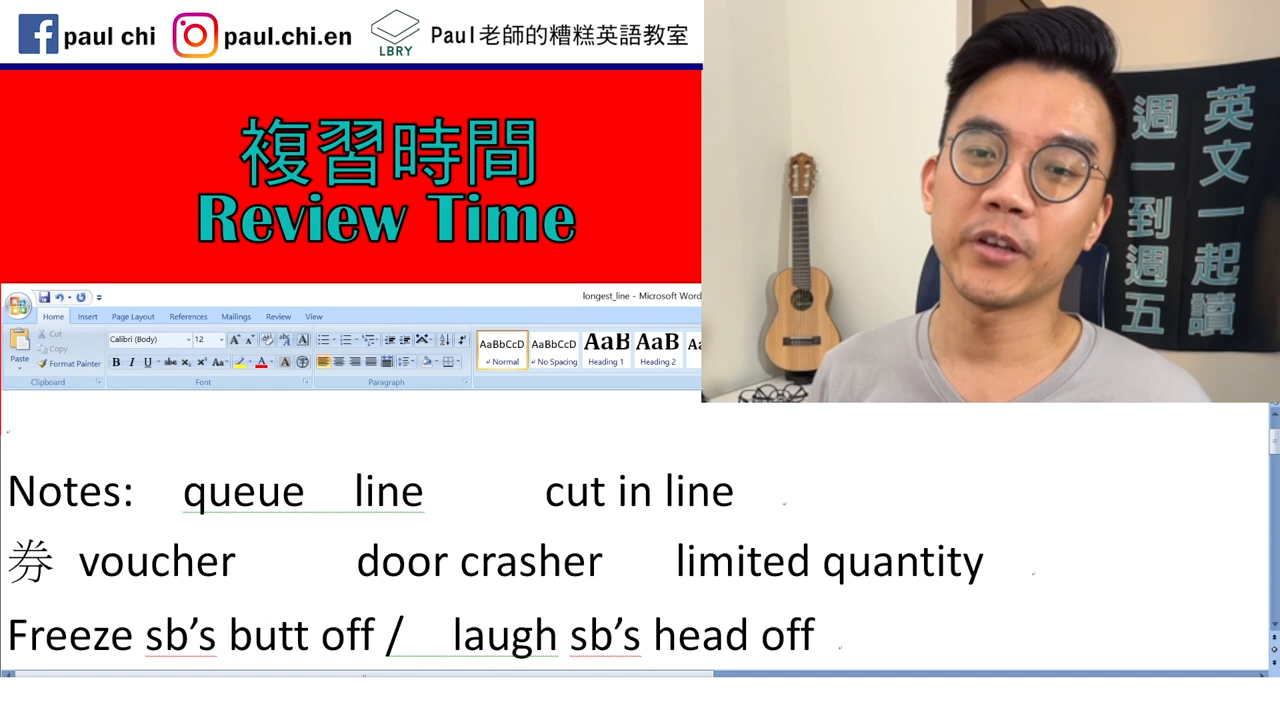 paul chi paul.chi.en LBRY Paul老師的糟糕英語教室
複習時間
Review Time
英文一起讀
週一到週五
longest_line - Microsoft Word
Home Insert Page Layout References Mailings Review View
Paste
Cut
Copy
Format Painter
Clipboard
Calibri (Body) 12
Font
Paragraph
AaBbCcD AaBbCcD AaB AaB Aa
Normal No Spacing Heading 1 Heading 2
Notes: queue line cut in line
券 voucher door crasher limited quantity
Freeze sb’s butt off / laugh sb’s head off